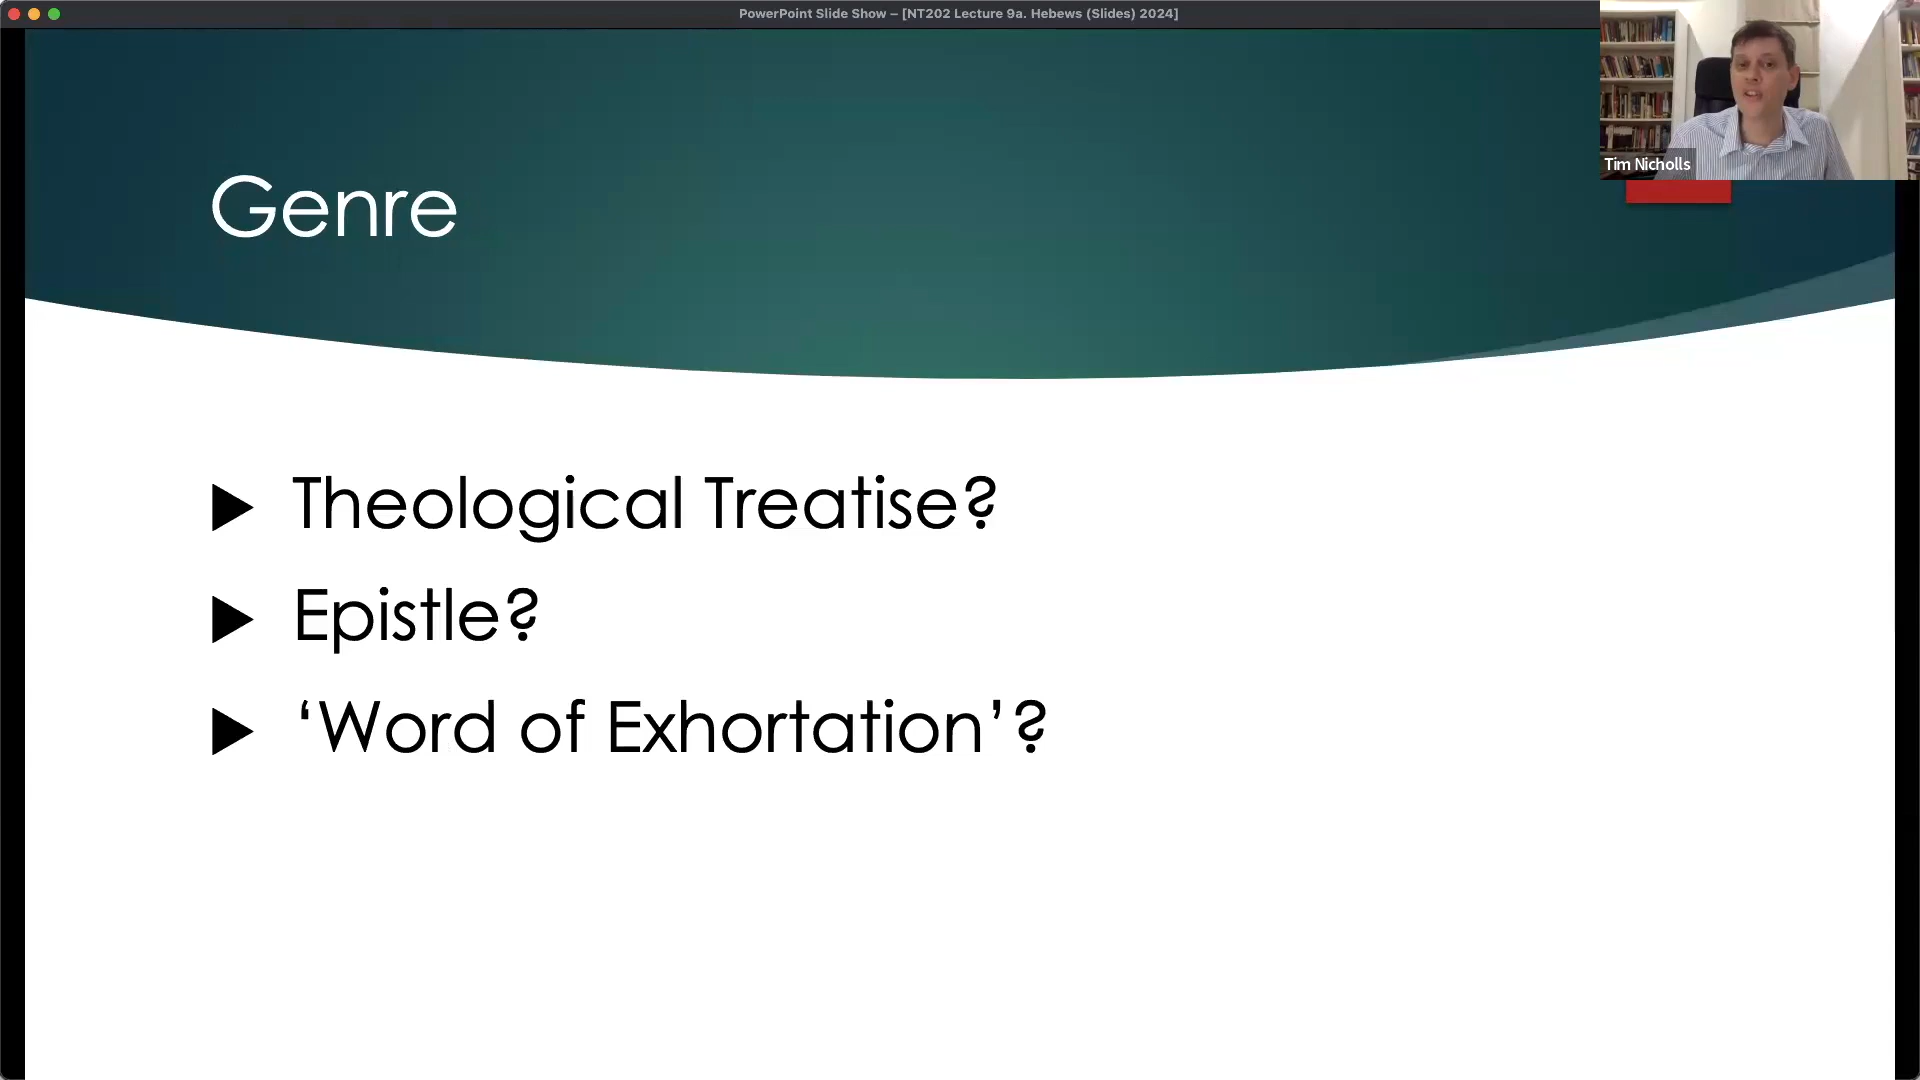 PowerPoint Slide Show – [NT202 Lecture 9a. Hebews (Slides) 2024]
Tim Nicholls
Genre
Theological Treatise?
Epistle?
‘Word of Exhortation’?